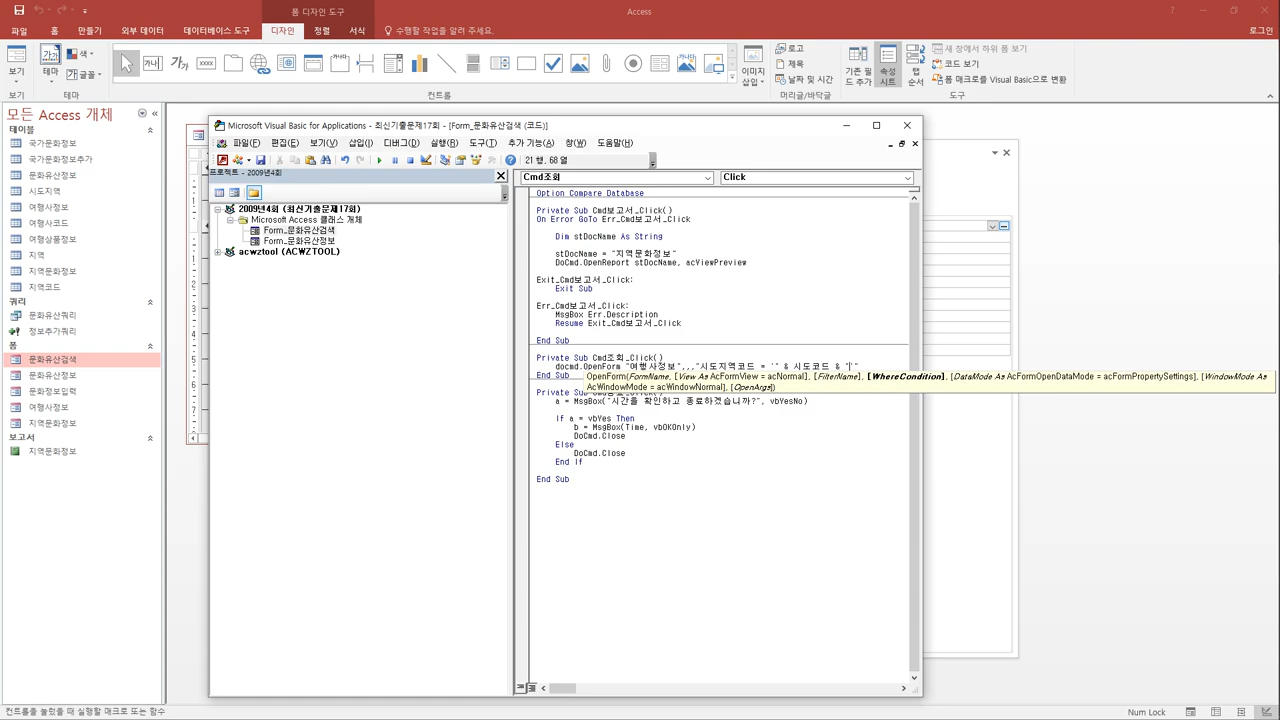 폼 디자인 도구
Access
로그인
파일 홈 만들기 외부 데이터 데이터베이스 도구 디자인 정렬 서식 수행할 작업을 알려 주세요.
보기
테마
색
글꼴
이미지 삽입
로고
제목
날짜 및 시간
기존 필드 추가
속성 시트
탭 순서
새 창에서 하위 폼 보기
코드 보기
폼 매크로를 Visual Basic으로 변환
보기 테마 컨트롤 머리글/바닥글 도구
모든 Access 개체
테이블
국가문화정보
국가문화정보추가
문화유산정보
시도지역
여행사정보
여행사코드
여행상품정보
지역
지역문화정보
지역코드
쿼리
문화유산쿼리
정보추가쿼리
폼
문화유산검색
문화유산정보
문화정보입력
여행사정보
지역문화정보
보고서
지역문화정보
Microsoft Visual Basic for Applications - 최신기출문제17회 - [Form_문화유산검색 (코드)]
파일(F) 편집(E) 보기(V) 삽입(I) 디버그(D) 실행(R) 도구(T) 추가 기능(A) 창(W) 도움말(H)
21 행, 68 열
프로젝트 - 2009년4회
2009년4회 (최신기출문제17회)
Microsoft Access 클래스 개체
Form_문화유산검색
Form_문화유산정보
acwztool (ACWZTOOL)
Cmd조회
Click
Option Compare Database
Private Sub Cmd보고서_Click()
On Error GoTo Err_Cmd보고서_Click
Dim stDocName As String
stDocName = "지역문화정보"
DoCmd.OpenReport stDocName, acViewPreview
Exit_Cmd보고서_Click:
Exit Sub
Err_Cmd보고서_Click:
MsgBox Err.Description
Resume Exit_Cmd보고서_Click
End Sub
Private Sub Cmd조회_Click()
docmd.OpenForm "여행사정보",,,"시도지역코드 = '" & 시도코드 & "'"
End Sub
OpenForm(FormName, [View As AcFormView = acNormal], [FilterName], [WhereCondition], [DataMode As AcFormOpenDataMode = acFormPropertySettings], [WindowMode As
AcWindowMode = acWindowNormal], [OpenArgs])
Private Sub
a = MsgBox("시간을 확인하고 종료하겠습니까?", vbYesNo)
If a = vbYes Then
b = MsgBox(Time, vbOKOnly)
DoCmd.Close
Else
DoCmd.Close
End If
End Sub
컨트롤을 눌렀을 때 실행할 매크로 또는 함수
Num Lock